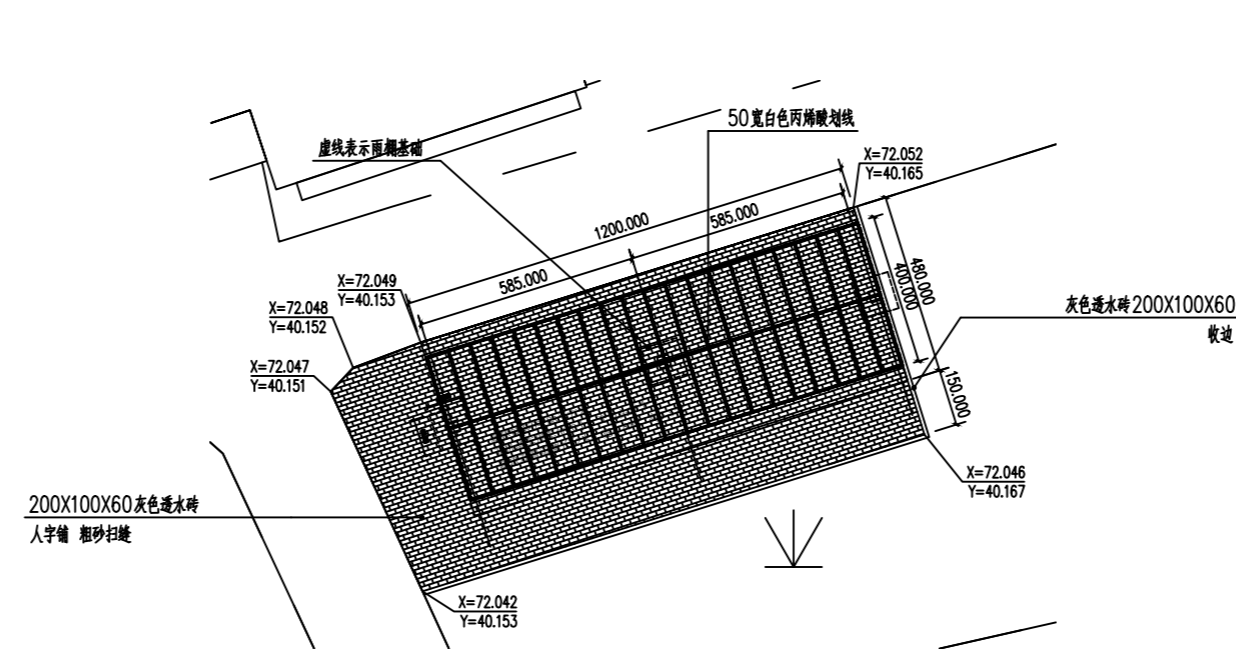 50宽白色丙烯酸划线
虚线表示雨棚基础
X=72.052
Y=40.165
1200.000
585.000
585.000
X=72.049
Y=40.153
480.000
400.000
X=72.048
Y=40.152
灰色透水砖200X100X60
收边
X=72.047
Y=40.151
150.000
X=72.046
Y=40.167
200X100X60灰色透水砖
人字铺 粗砂扫缝
X=72.042
Y=40.153